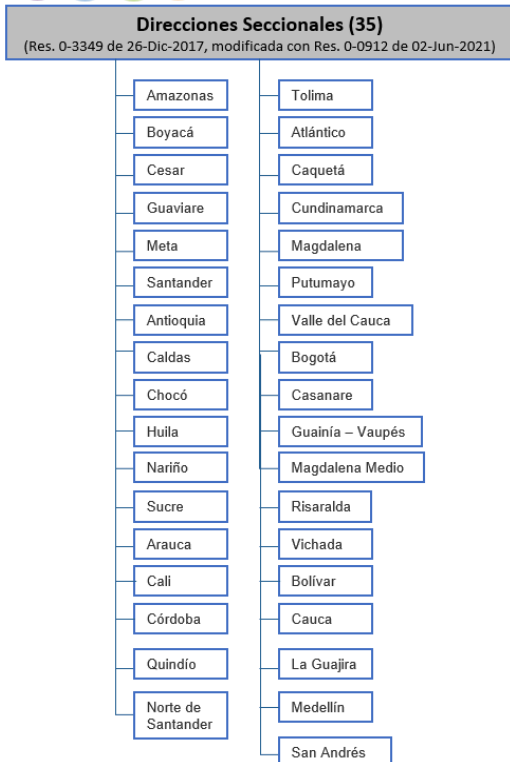 Direcciones Seccionales (35)
(Res. 0-3349 de 26-Dic-2017, modificada con Res. 0-0912 de 02-Jun-2021)
Amazonas
Boyacá
Cesar
Guaviare
Meta
Santander
Antioquia
Caldas
Chocó
Huila
Nariño
Sucre
Arauca
Cali
Córdoba
Quindío
Norte de
Santander
Tolima
Atlántico
Caquetá
Cundinamarca
Magdalena
Putumayo
Valle del Cauca
Bogotá
Casanare
Guainía – Vaupés
Magdalena Medio
Risaralda
Vichada
Bolívar
Cauca
La Guajira
Medellín
San Andrés